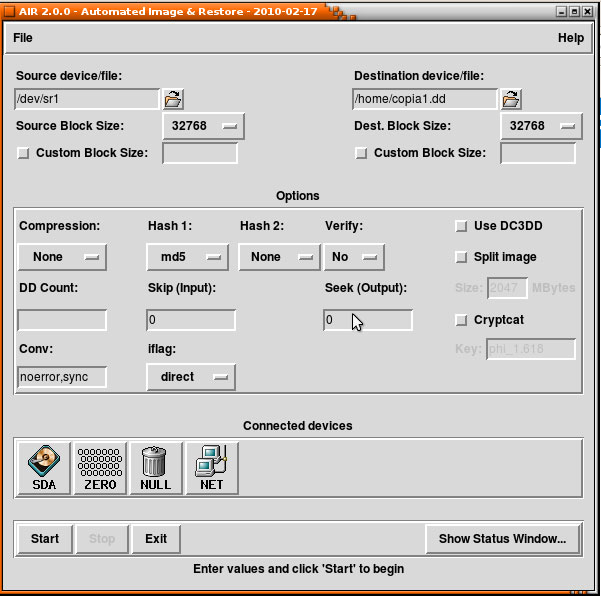 AIR 2.0.0 - Automated Image & Restore - 2010-02-17
File Help
Source device/file: Destination device/file:
/dev/sr1 /home/copia1.dd
Source Block Size: 32768 Dest. Block Size: 32768
Custom Block Size: Custom Block Size:
Options
Compression: Hash 1: Hash 2: Verify: Use DC3DD
None md5 None No Split image
DD Count: Skip (Input): Seek (Output): Size: 2047 MBytes
0 0 Cryptcat
Conv: iflag: Key: phi_1.618
noerror,sync direct
Connected devices
SDA ZERO NULL NET
Start Stop Exit Show Status Window...
Enter values and click 'Start' to begin